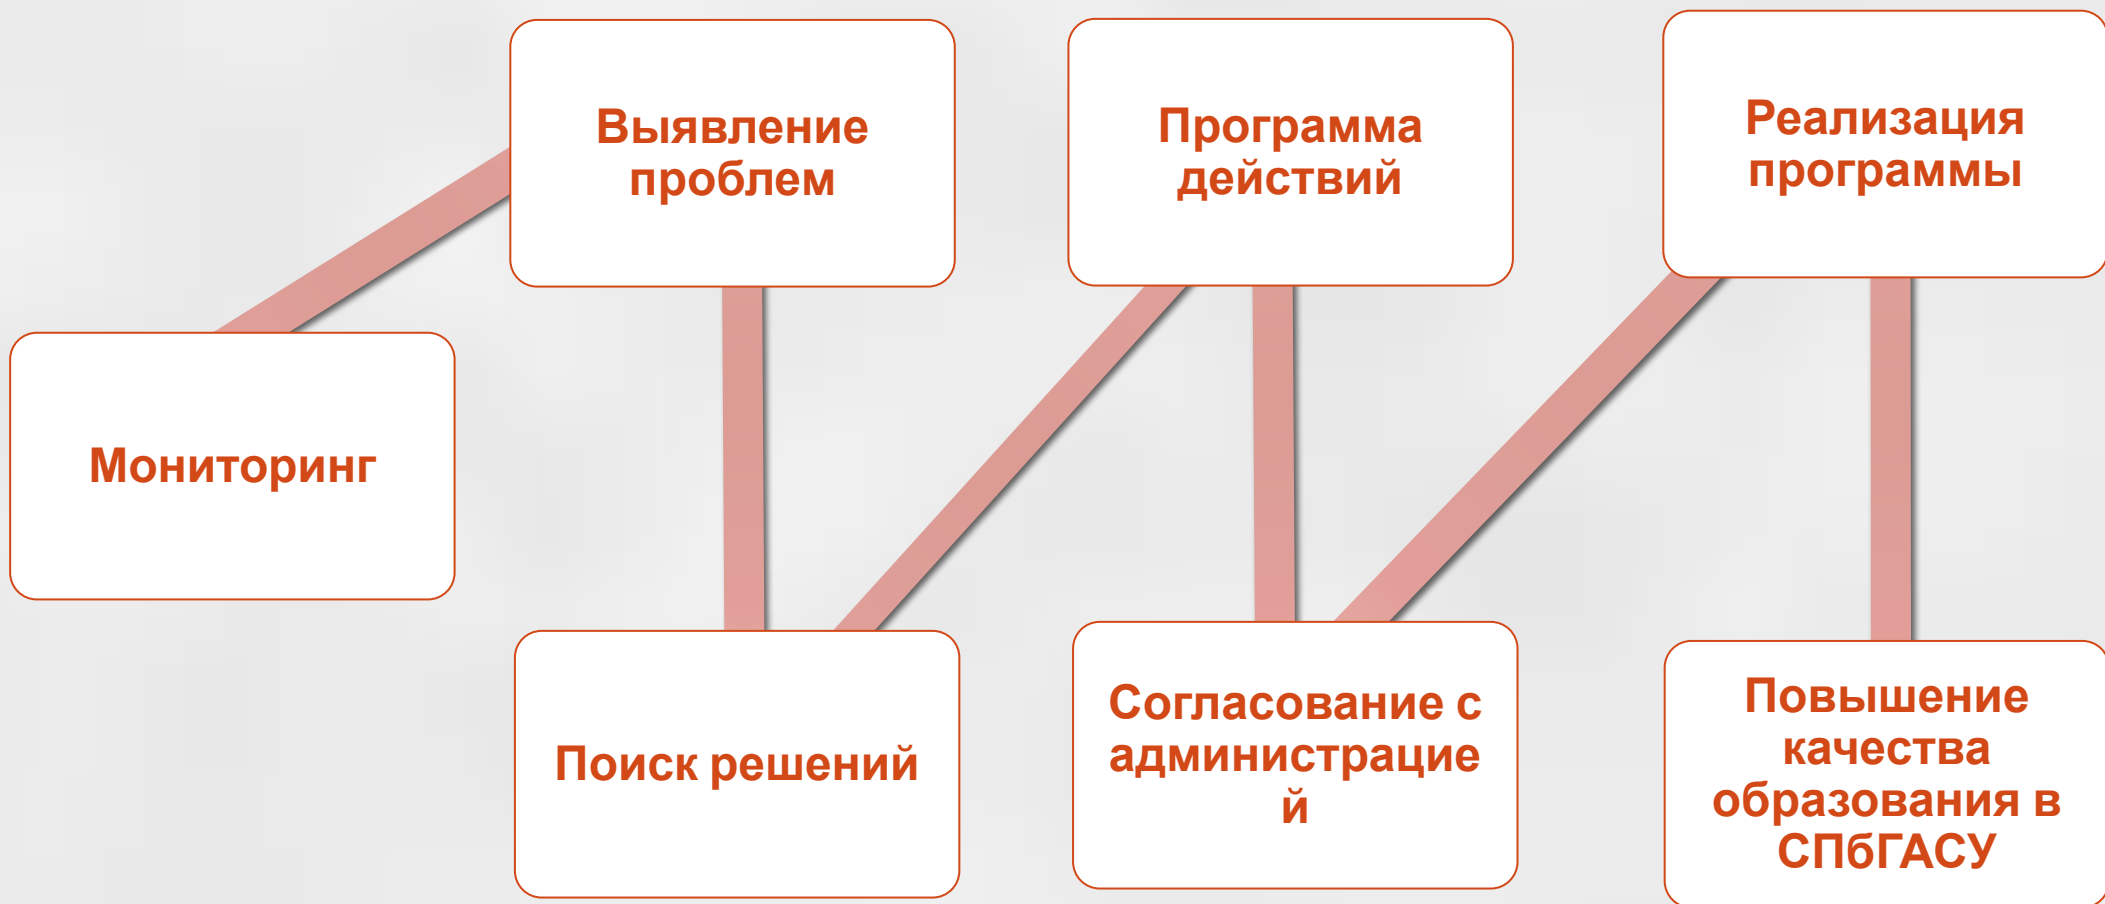 Выявление
проблем
Программа
действий
Реализация
программы
Мониторинг
Поиск решений
Согласование с
администрацие
й
Повышение
качества
образования в
СПбГАСУ